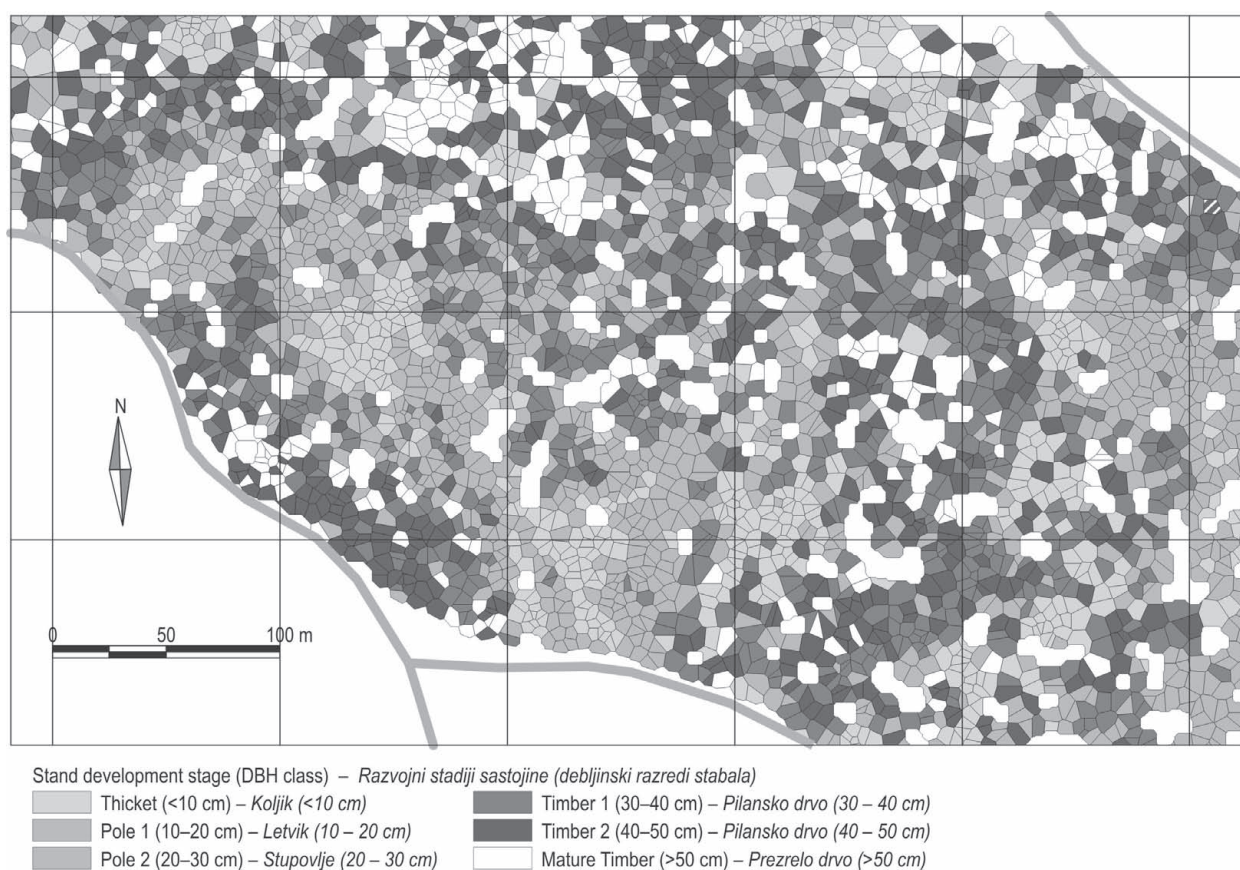 N
0 50 100 m
Stand development stage (DBH class) – Razvojni stadiji sastojine (debljinski razredi stabala)
Thicket (<10 cm) – Koljik (<10 cm)
Pole 1 (10–20 cm) – Letvik (10 – 20 cm)
Pole 2 (20–30 cm) – Stupovlje (20 – 30 cm)
Timber 1 (30–40 cm) – Pilansko drvo (30 – 40 cm)
Timber 2 (40–50 cm) – Pilansko drvo (40 – 50 cm)
Mature Timber (>50 cm) – Prezrelo drvo (>50 cm)